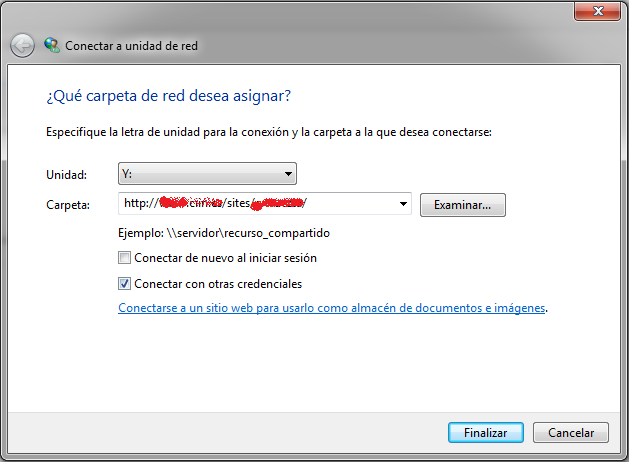 Conectar a unidad de red
¿Qué carpeta de red desea asignar?
Especifique la letra de unidad para la conexión y la carpeta a la que desea conectarse:
Unidad: Y:
Carpeta: http:// /sites/ / Examinar...
Ejemplo: \\servidor\recurso_compartido
Conectar de nuevo al iniciar sesión
Conectar con otras credenciales
Conectarse a un sitio web para usarlo como almacén de documentos e imágenes.
Finalizar Cancelar